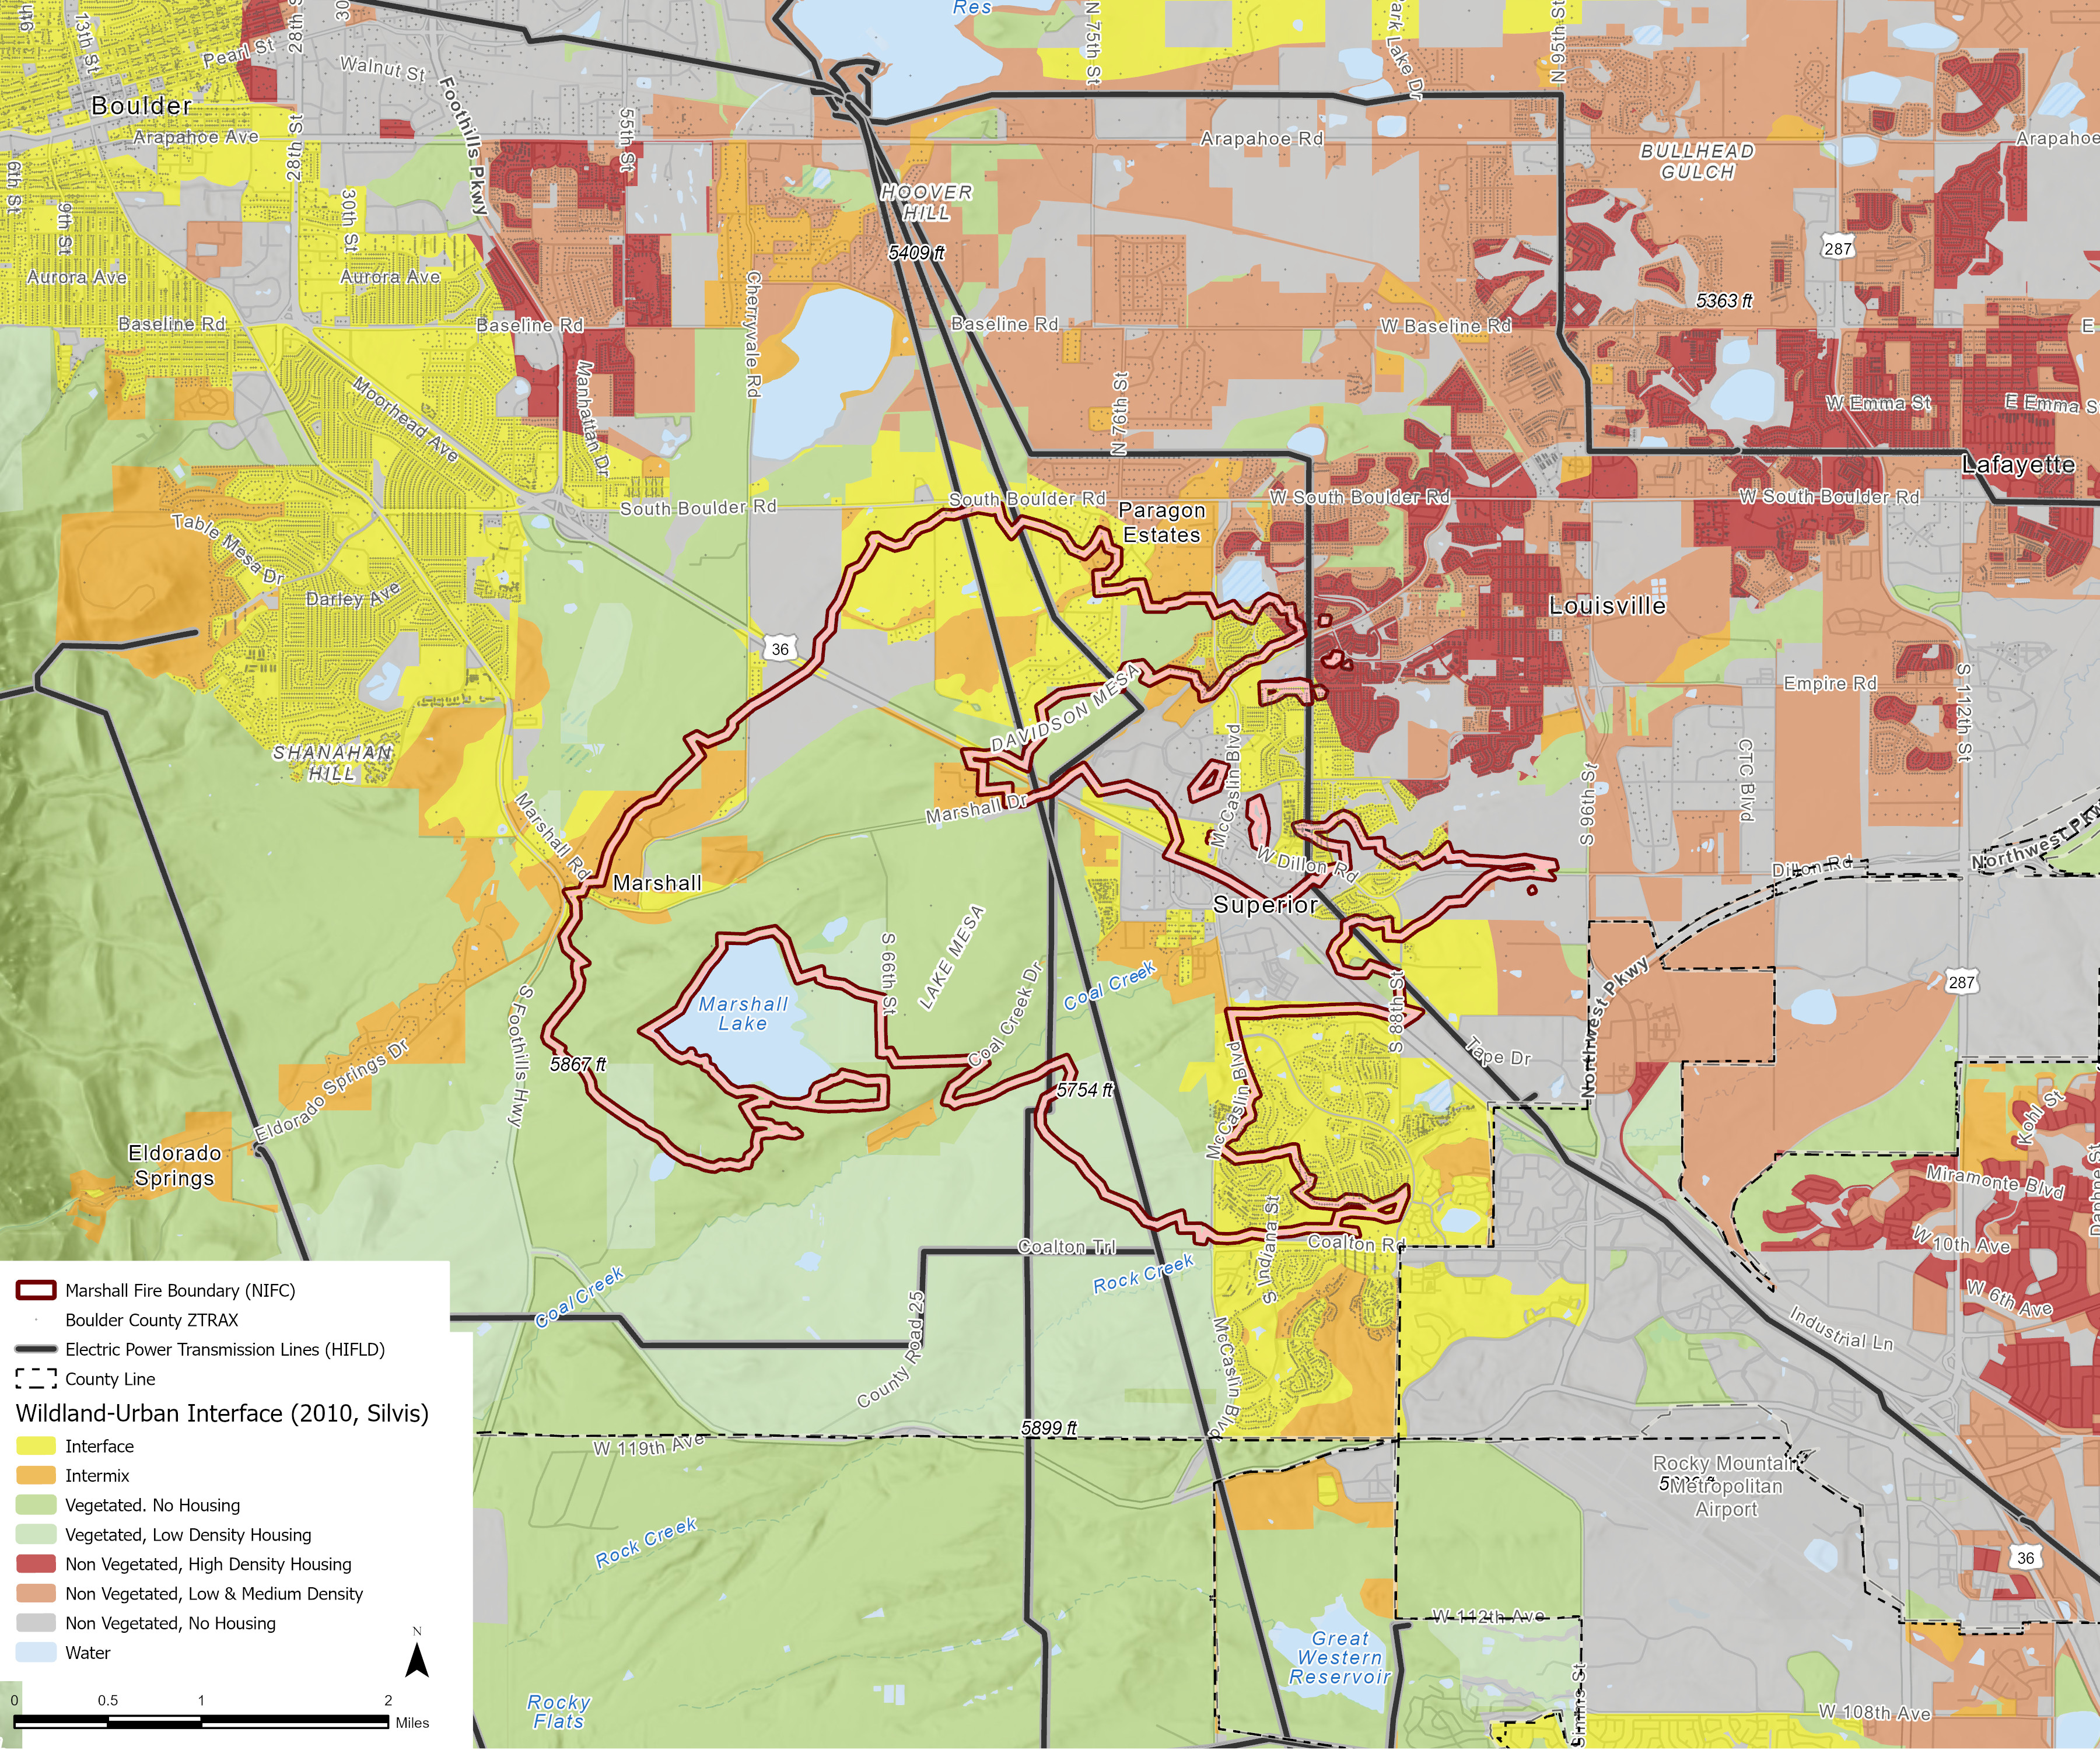 Res
N 75th St
Park Lake Dr
N 95th St
13th St
28th S
30
Pearl St
Walnut St
Foothills Pkwy
Boulder
Arapahoe Ave
28th St
55th St
Arapahoe Rd
Arapahoe
BULLHEAD
GULCH
HOOVER
HILL
6th St
9th St
30th St
5409 ft
287
Aurora Ave
Aurora Ave
Cherryvale Rd
5363 ft
Baseline Rd
Baseline Rd
Baseline Rd
W Baseline Rd
E
Moorhead Ave
Manhattan Dr
N 76th St
W Emma St
E Emma S
Lafayette
South Boulder Rd
South Boulder Rd
W South Boulder Rd
W South Boulder Rd
Paragon
Estates
Table Mesa Dr
Darley Ave
Louisville
36
DAVIDSON MESA
Empire Rd
S 112th St
SHANAHAN
HILL
McCaslin Blvd
CTC Blvd
S 96th St
Marshall Dr
Marshall Rd
W Dillon Rd
Dillon Rd
Northwest Pkw
Marshall
Superior
LAKE MESA
S 66th St
Coal Creek Dr
Coal Creek
Marshall
Lake
S 88th St
Northwest Pkwy
287
S Foothills Hwy
5867 ft
Tape Dr
5754 ft
McCaslin Blvd
Eldorado Springs Dr
Kohl St
Eldorado
Springs
Daphne St
Miramonte Blvd
S Indiana St
Coalton Trl
Coalton Rd
W 10th Ave
Coal Creek
Rock Creek
W 6th Ave
County Road 25
McCaslin Blvd
Industrial Ln
5899 ft
W 119th Ave
Rocky Mountain
Metropolitan
Airport
Rock Creek
36
W 112th Ave
Great
Western
Reservoir
Simms St
Rocky
Flats
W 108th Ave
Marshall Fire Boundary (NIFC)
Boulder County ZTRAX
Electric Power Transmission Lines (HIFLD)
County Line
Wildland-Urban Interface (2010, Silvis)
Interface
Intermix
Vegetated. No Housing
Vegetated, Low Density Housing
Non Vegetated, High Density Housing
Non Vegetated, Low & Medium Density
Non Vegetated, No Housing
Water
N
0 0.5 1 2
Miles